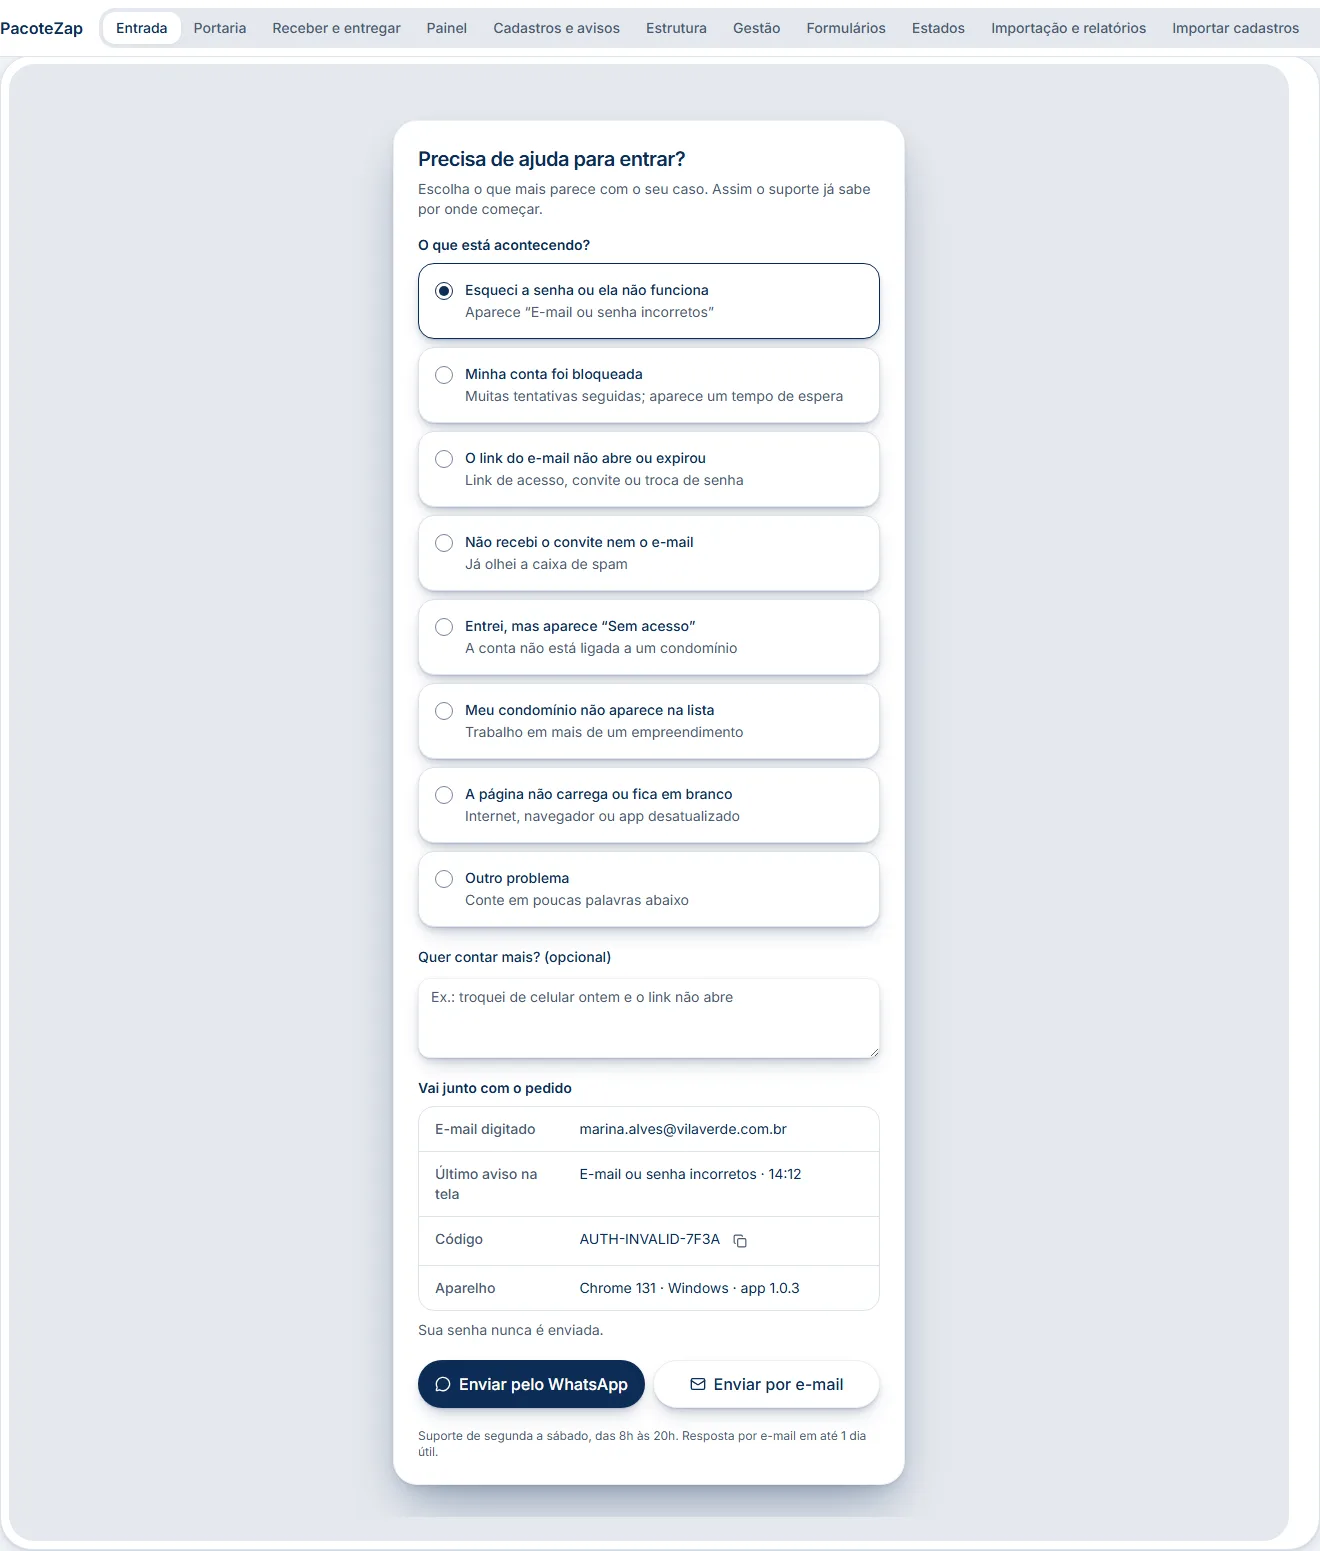 PacoteZap
Entrada
Portaria
Receber e entregar
Painel
Cadastros e avisos
Estrutura
Gestão
Formulários
Estados
Importação e relatórios
Importar cadastros
Precisa de ajuda para entrar?
Escolha o que mais parece com o seu caso. Assim o suporte já sabe
por onde começar.
O que está acontecendo?
Esqueci a senha ou ela não funciona
Aparece “E-mail ou senha incorretos”
Minha conta foi bloqueada
Muitas tentativas seguidas; aparece um tempo de espera
O link do e-mail não abre ou expirou
Link de acesso, convite ou troca de senha
Não recebi o convite nem o e-mail
Já olhei a caixa de spam
Entrei, mas aparece “Sem acesso”
A conta não está ligada a um condomínio
Meu condomínio não aparece na lista
Trabalho em mais de um empreendimento
A página não carrega ou fica em branco
Internet, navegador ou app desatualizado
Outro problema
Conte em poucas palavras abaixo
Quer contar mais? (opcional)
Ex.: troquei de celular ontem e o link não abre
Vai junto com o pedido
E-mail digitado
marina.alves@vilaverde.com.br
Último aviso na
tela
E-mail ou senha incorretos · 14:12
Código
AUTH-INVALID-7F3A
Aparelho
Chrome 131 · Windows · app 1.0.3
Sua senha nunca é enviada.
Enviar pelo WhatsApp
Enviar por e-mail
Suporte de segunda a sábado, das 8h às 20h. Resposta por e-mail em até 1 dia
útil.